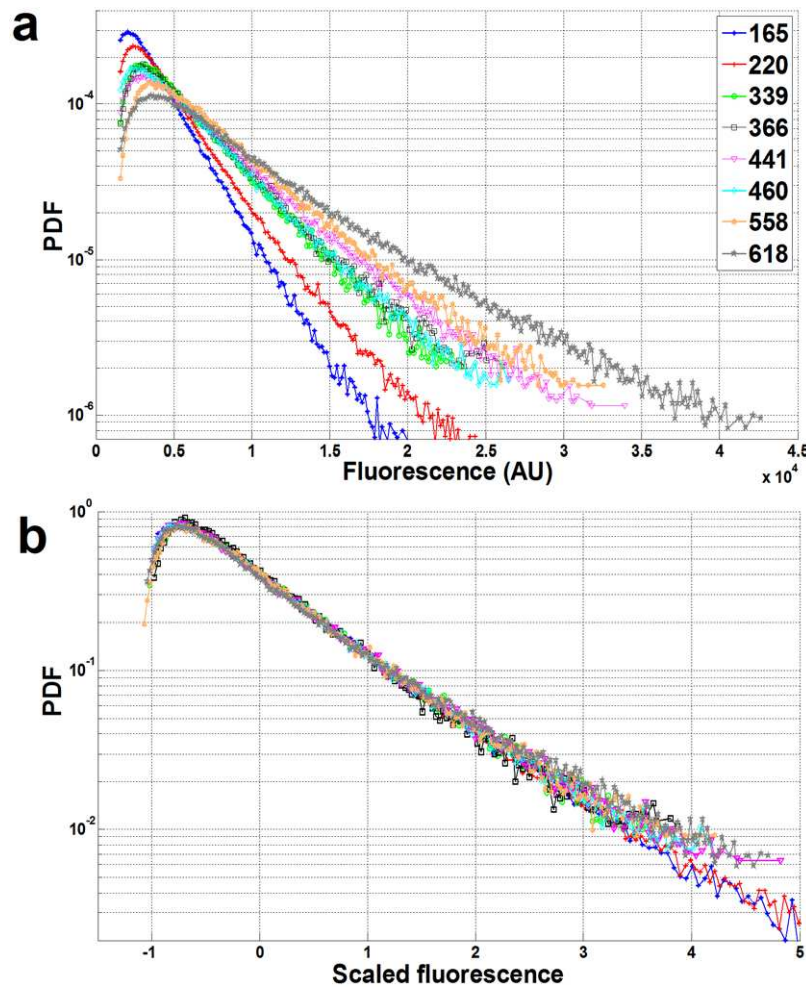 a
165
220
339
366
441
460
558
618
PDF
10^-4
10^-5
10^-6
0 0.5 1 1.5 2 2.5 3 3.5 4 4.5
Fluorescence (AU)
x 10^4
b
PDF
10^0
10^-1
10^-2
-1 0 1 2 3 4 5
Scaled fluorescence